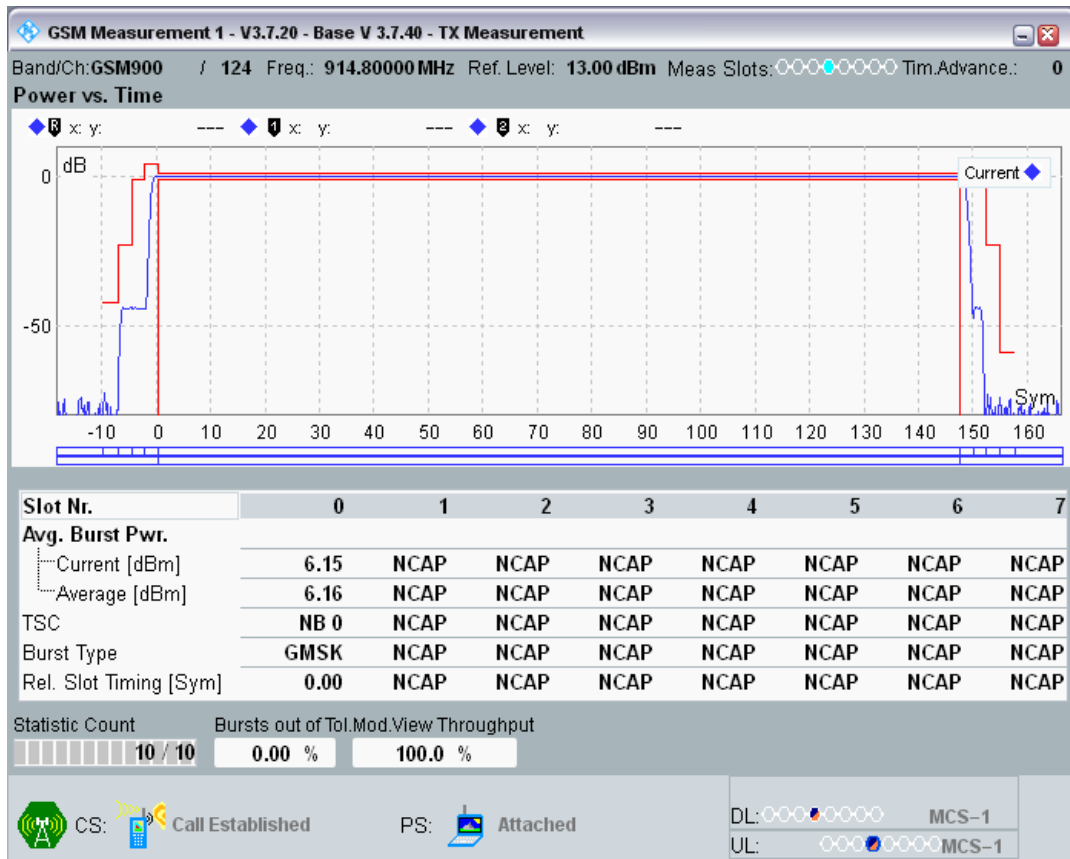 GSM Measurement 1 - V3.7.20 - Base V 3.7.40 - TX Measurement
Band/Ch:GSM900 / 124 Freq.: 914.80000 MHz Ref. Level: 13.00 dBm Meas Slots: Tim.Advance.: 0
Power vs. Time
R x: y: --- 1 x: y: --- 2 x: y: ---
dB
Current
0
-50
Sym
-10 0 10 20 30 40 50 60 70 80 90 100 110 120 130 140 150 160
Slot Nr. 0 1 2 3 4 5 6 7
Avg. Burst Pwr.
Current [dBm] 6.15 NCAP NCAP NCAP NCAP NCAP NCAP NCAP
Average [dBm] 6.16 NCAP NCAP NCAP NCAP NCAP NCAP NCAP
TSC NB 0 NCAP NCAP NCAP NCAP NCAP NCAP NCAP
Burst Type GMSK NCAP NCAP NCAP NCAP NCAP NCAP NCAP
Rel. Slot Timing [Sym] 0.00 NCAP NCAP NCAP NCAP NCAP NCAP NCAP
Statistic Count Bursts out of Tol.Mod.View Throughput
10 / 10 0.00 % 100.0 %
CS: Call Established PS: Attached
DL: MCS-1
UL: MCS-1